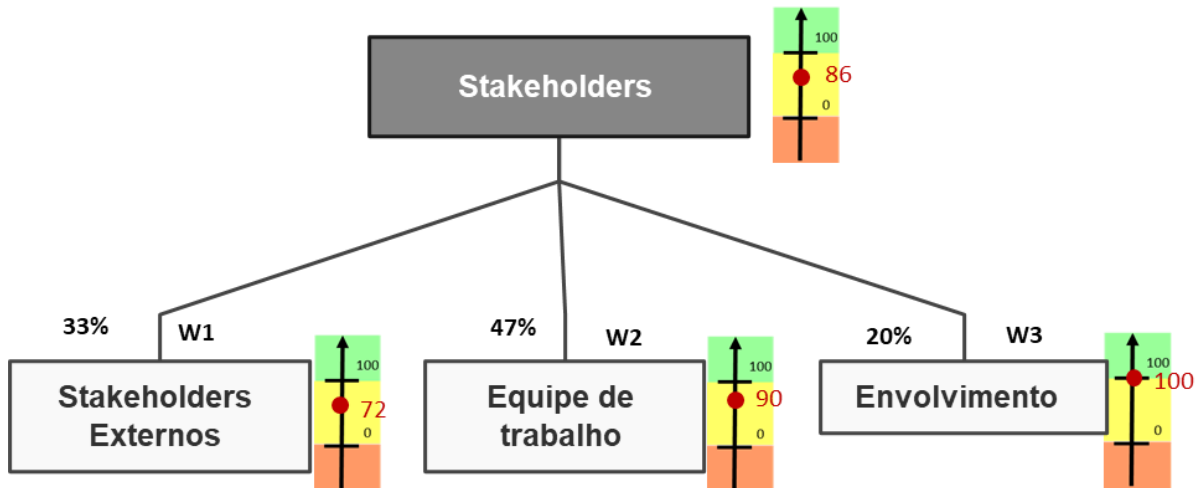 Stakeholders
100
86
0
33%
W1
47%
W2
20%
W3
Stakeholders
Externos
100
72
0
Equipe de
trabalho
100
90
0
Envolvimento
100
100
0